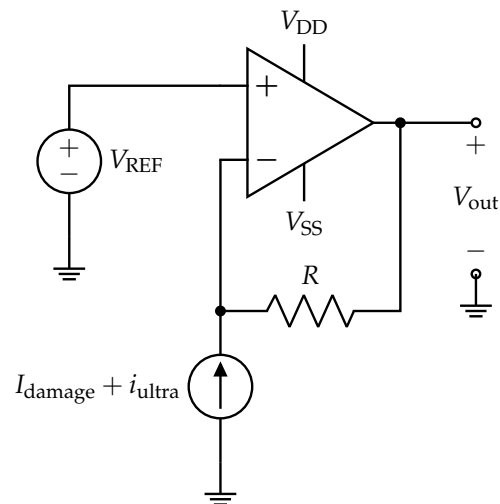 V_DD
+
−
+
−
V_REF
V_SS
+
V_out
−
R
I_damage + i_ultra